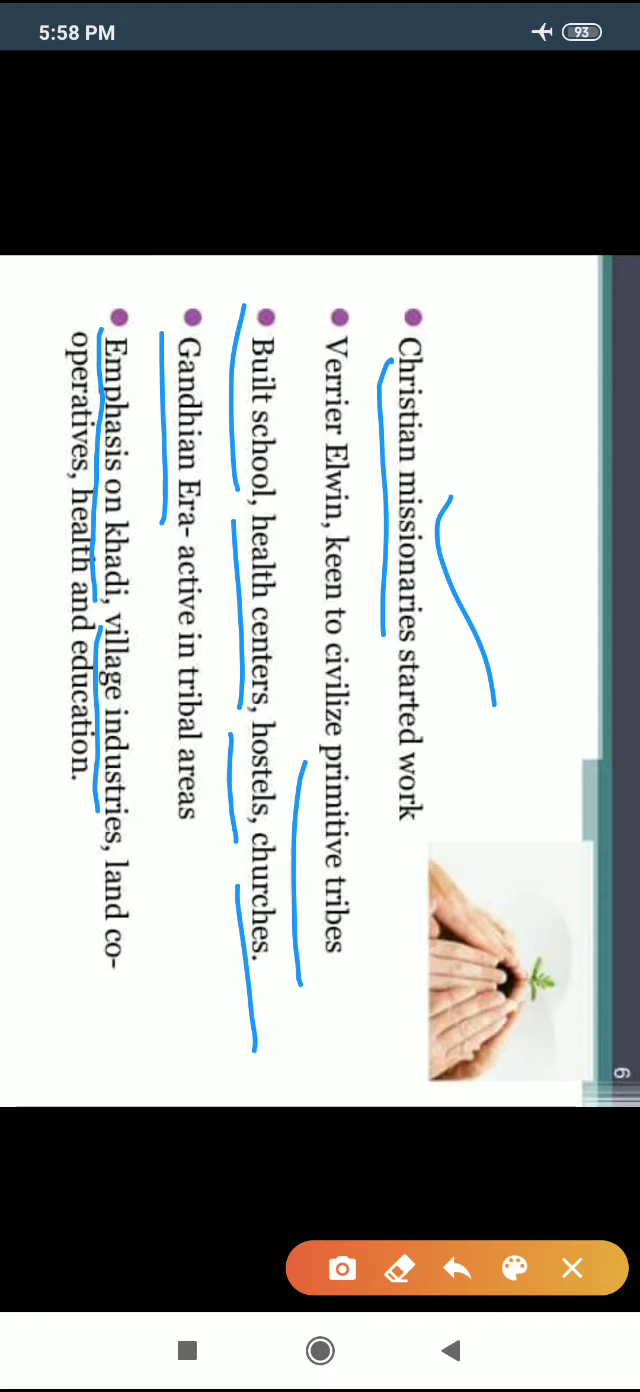 5:58 PM
93
6
● Christian missionaries started work
● Verrier Elwin, keen to civilize primitive tribes
● Built school, health centers, hostels, churches.
● Gandhian Era- active in tribal areas
● Emphasis on khadi, village industries, land co-
operatives, health and education.